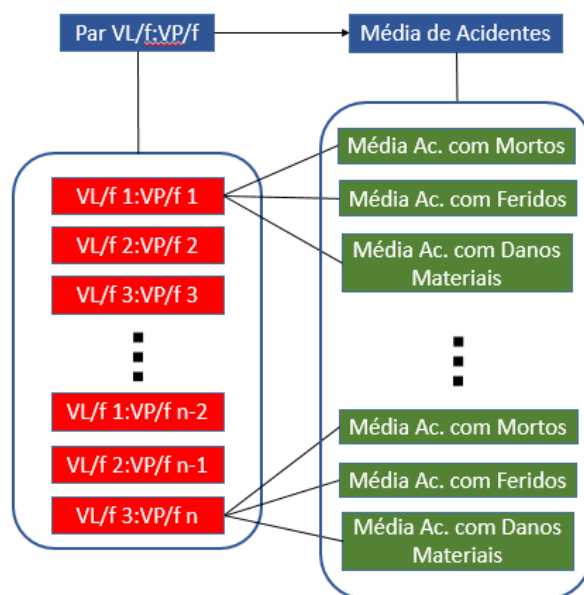 Par VL/f:VP/f
Média de Acidentes
VL/f 1:VP/f 1
VL/f 2:VP/f 2
VL/f 3:VP/f 3
VL/f 1:VP/f n-2
VL/f 2:VP/f n-1
VL/f 3:VP/f n
Média Ac. com Mortos
Média Ac. com Feridos
Média Ac. com Danos
Materiais
Média Ac. com Mortos
Média Ac. com Feridos
Média Ac. com Danos
Materiais